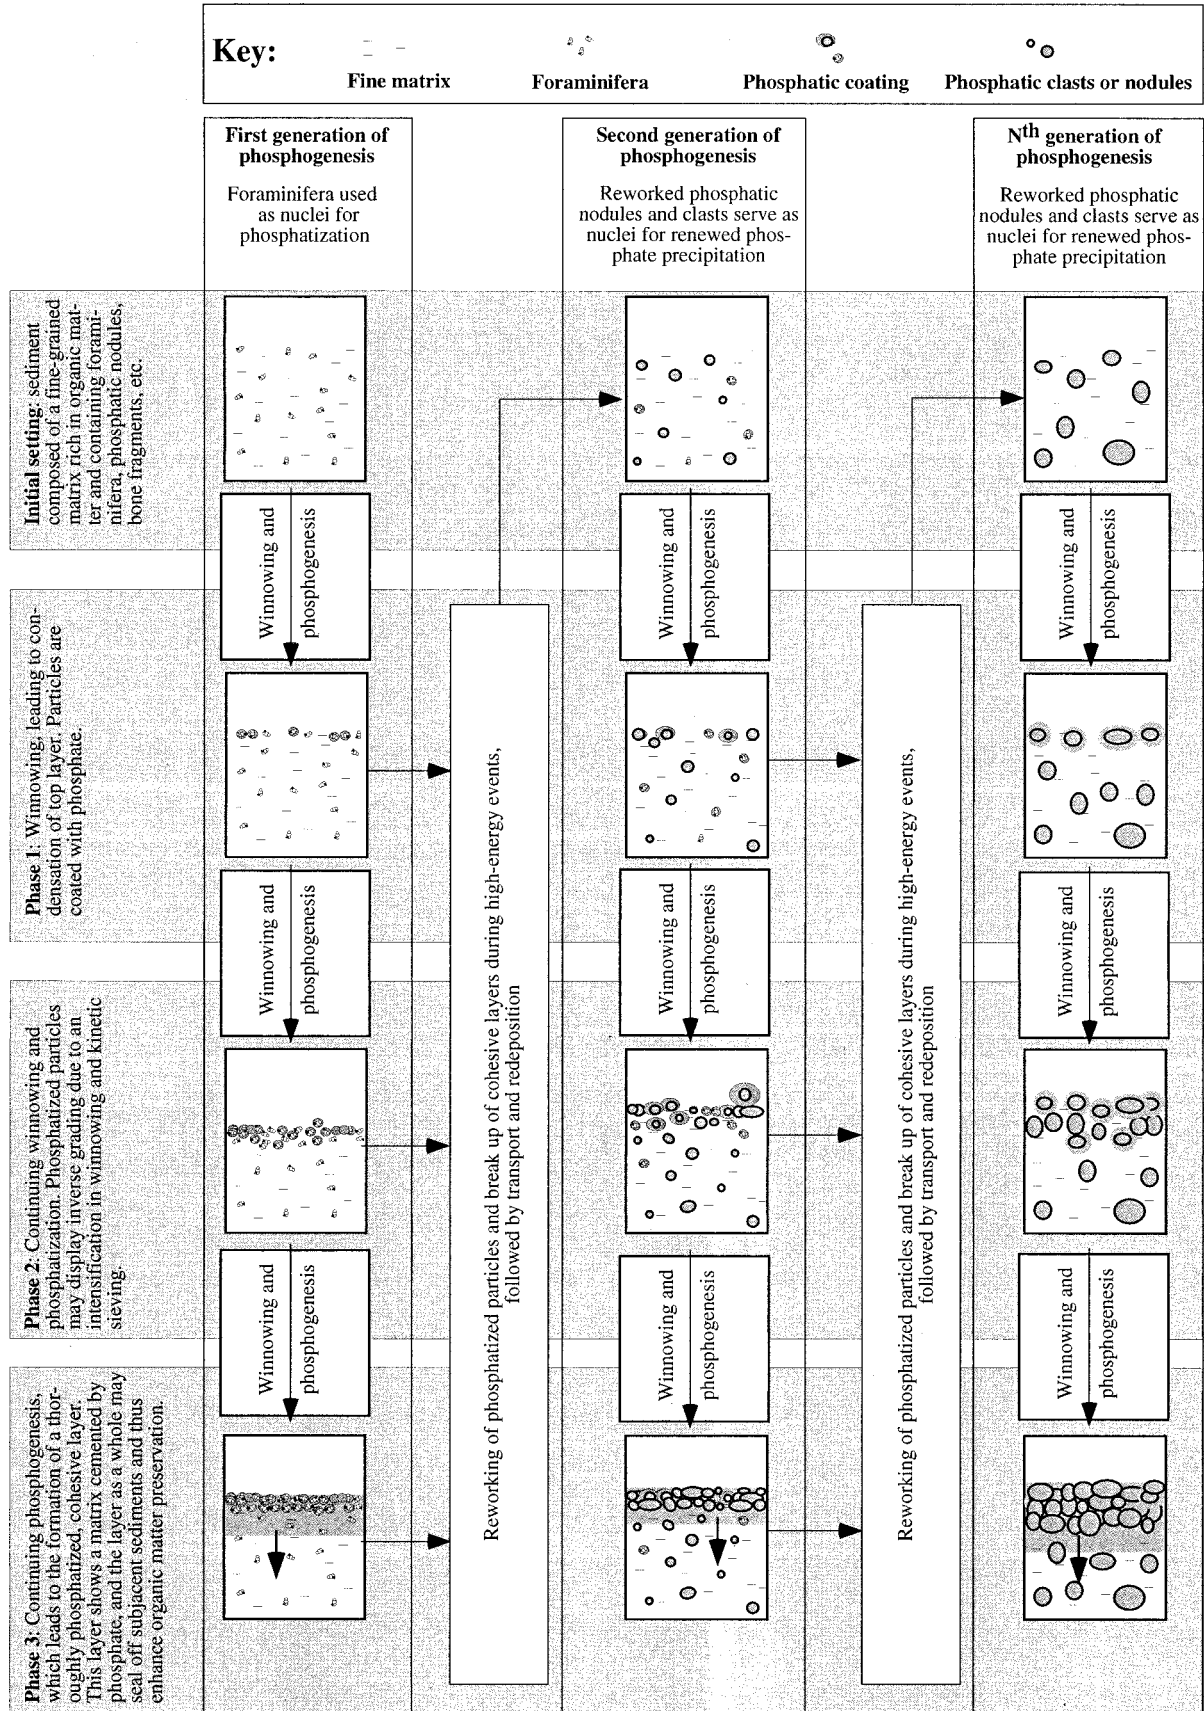 Key:
Fine matrix
Foraminifera
Phosphatic coating
Phosphatic clasts or nodules
First generation of
phosphogenesis
Foraminifera used
as nuclei for
phosphatization
Second generation of
phosphogenesis
Reworked phosphatic
nodules and clasts serve as
nuclei for renewed phos-
phate precipitation
Nth generation of
phosphogenesis
Reworked phosphatic
nodules and clasts serve as
nuclei for renewed phos-
phate precipitation
Initial setting; sediment
composed of a fine-grained
matrix rich in organic mat-
ter and containing forami-
nifera, phosphatic nodules,
bone fragments, etc.
Winnowing and
phosphogenesis
Winnowing and
phosphogenesis
Winnowing and
phosphogenesis
Phase 1: Winnowing, leading to con-
densation of top layer. Particles are
coated with phosphate.
Winnowing and
phosphogenesis
Winnowing and
phosphogenesis
Winnowing and
phosphogenesis
Phase 2: Continuing winnowing and
phosphatization. Phosphatized particles
may display inverse grading due to an
intensification in winnowing and kinetic
sieving.
Winnowing and
phosphogenesis
Winnowing and
phosphogenesis
Winnowing and
phosphogenesis
Phase 3: Continuing phosphogenesis,
which leads to the formation of a thor-
oughly phosphatized, cohesive layer.
This layer shows a matrix cemented by
phosphate, and the layer as a whole may
seal off subjacent sediments and thus
enhance organic matter preservation.
Reworking of phosphatized particles and break up of cohesive layers during high-energy events,
followed by transport and redeposition
Reworking of phosphatized particles and break up of cohesive layers during high-energy events,
followed by transport and redeposition